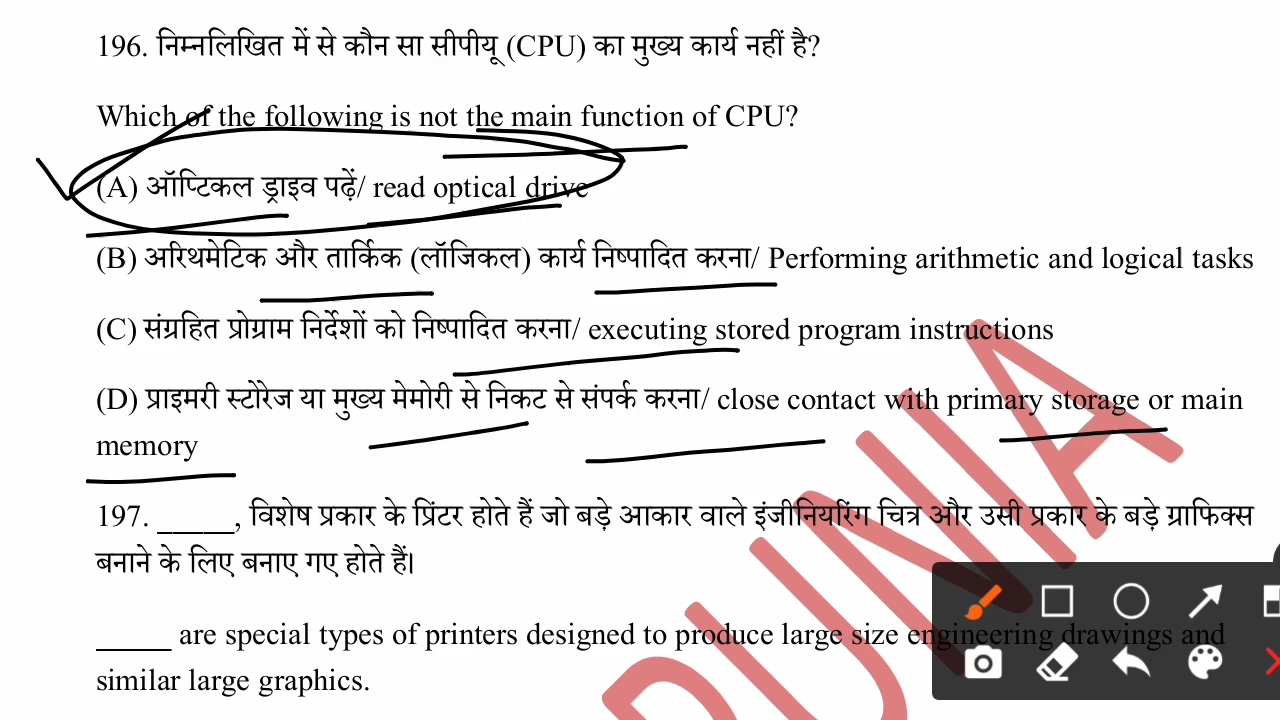 196. निम्नलिखित में से कौन सा सीपीयू (CPU) का मुख्य कार्य नहीं है?
Which of the following is not the main function of CPU?
(A) ऑप्टिकल ड्राइव पढ़ें/ read optical drive
(B) अरिथमेटिक और तार्किक (लॉजिकल) कार्य निष्पादित करना/ Performing arithmetic and logical tasks
(C) संग्रहित प्रोग्राम निर्देशों को निष्पादित करना/ executing stored program instructions
(D) प्राइमरी स्टोरेज या मुख्य मेमोरी से निकट से संपर्क करना/ close contact with primary storage or main
memory
197. _____, विशेष प्रकार के प्रिंटर होते हैं जो बड़े आकार वाले इंजीनियरिंग चित्र और उसी प्रकार के बड़े ग्राफिक्स
बनाने के लिए बनाए गए होते हैं।
_____ are special types of printers designed to produce large size engineering drawings and
similar large graphics.
PUNIA